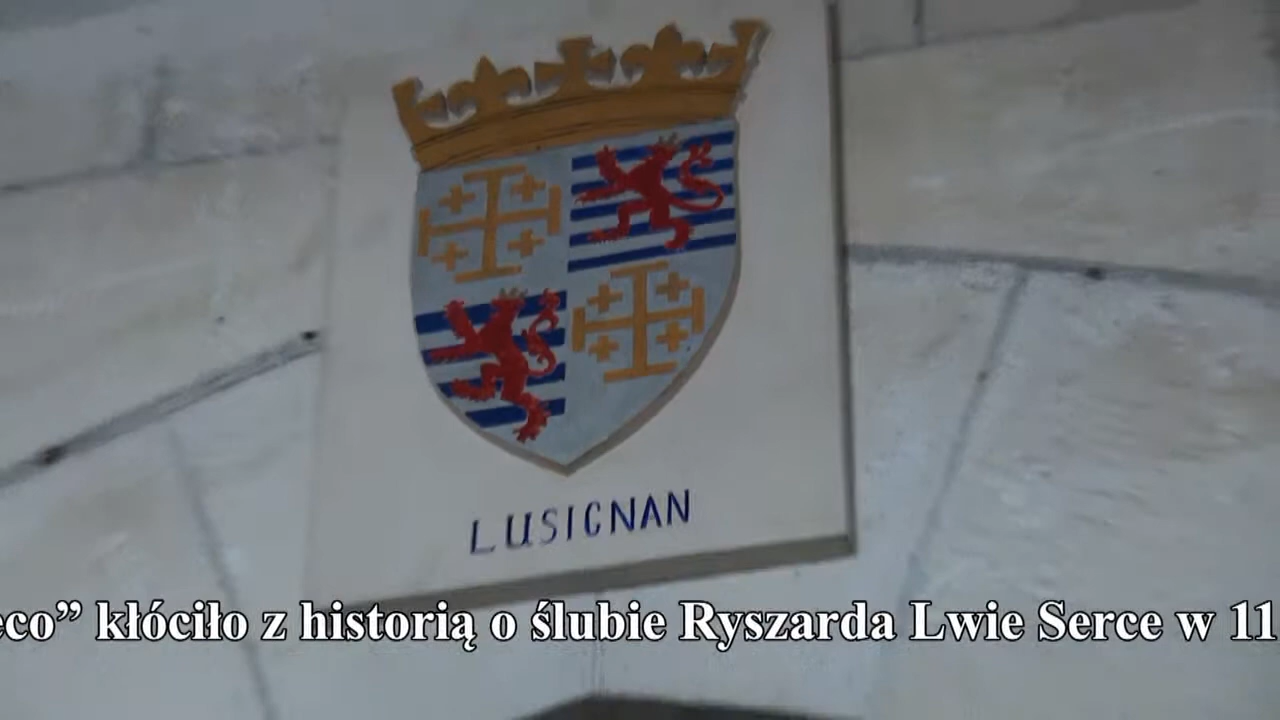 LUSIGNAN
eco” kłóciło z historią o ślubie Ryszarda Lwie Serce w 11